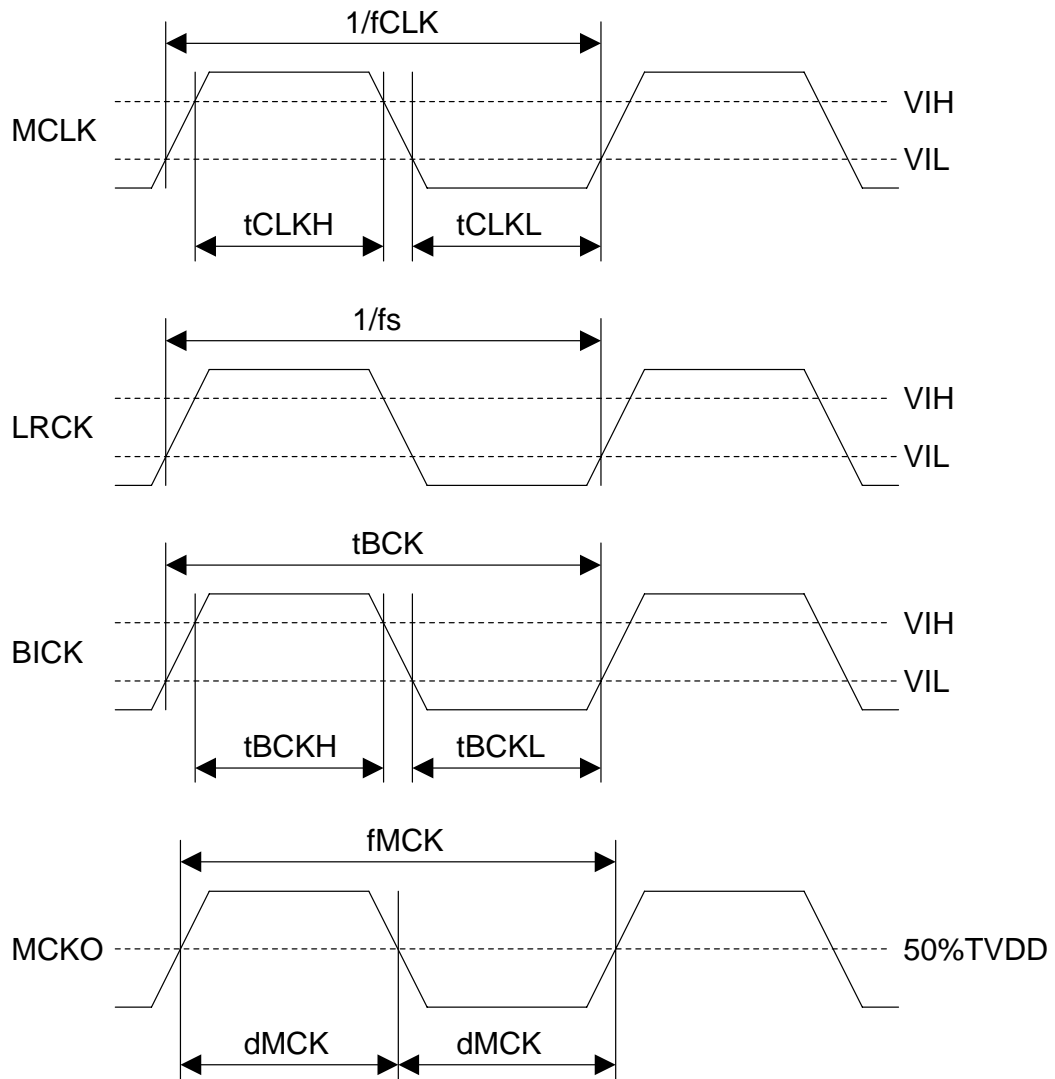 1/fCLK
MCLK
VIH
VIL
tCLKH
tCLKL
1/fs
LRCK
VIH
VIL
tBCK
BICK
VIH
VIL
tBCKH
tBCKL
fMCK
MCKO
50%TVDD
dMCK
dMCK